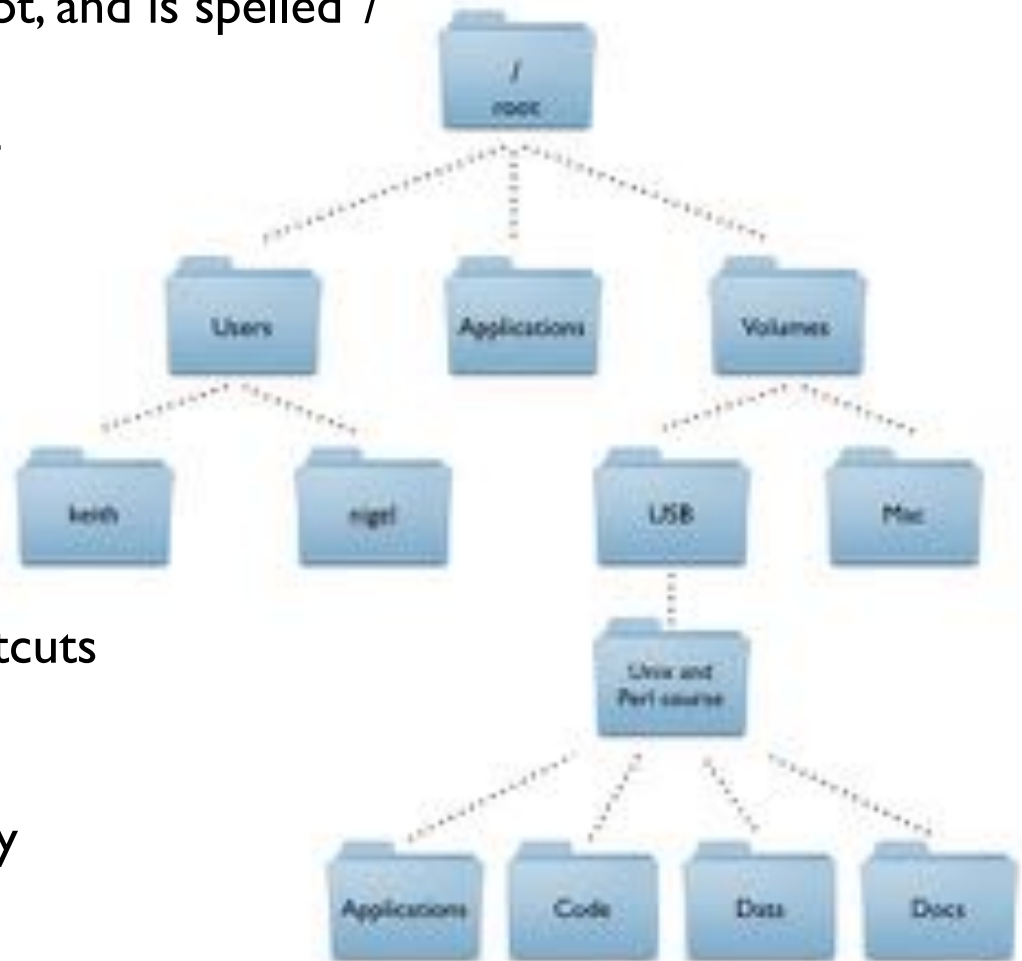 ot, and is spelled /
/
root
Users
Applications
Volumes
keith
nigel
USB
Mac
tcuts
Unix and
Perl course
y
Applications
Code
Data
Docs